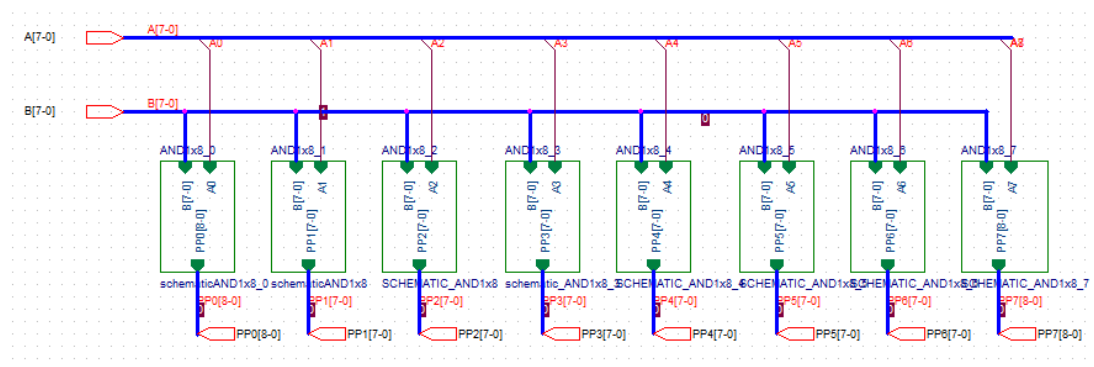 A[7-0] A[7-0] A0 A1 A2 A3 A4 A5 A6 A8
B[7-0] B[7-0] 0
AND1x8_0 AND1x8_1 AND1x8_2 AND1x8_3 AND1x8_4 AND1x8_5 AND1x8_6 AND1x8_7
B[7-0] A0 B[7-0] A1 B[7-0] A2 B[7-0] A3 B[7-0] A4 B[7-0] A5 B[7-0] A6 B[7-0] A7
PP0[8-0] PP1[7-0] PP2[7-0] PP3[7-0] PP4[7-0] PP5[7-0] PP6[7-0] PP7[8-0]
schematicAND1x8_0 schematicAND1x8 SCHEMATIC_AND1x8 schematic_AND1x8_3 SCHEMATIC_AND1x8_4 SCHEMATIC_AND1x8_5 SCHEMATIC_AND1x8_6 SCHEMATIC_AND1x8_7
PP0[8-0] PP1[7-0] PP2[7-0] PP3[7-0] PP4[7-0] PP5[7-0] PP6[7-0] PP7[8-0]
PP0[8-0] PP1[7-0] PP2[7-0] PP3[7-0] PP4[7-0] PP5[7-0] PP6[7-0] PP7[8-0]